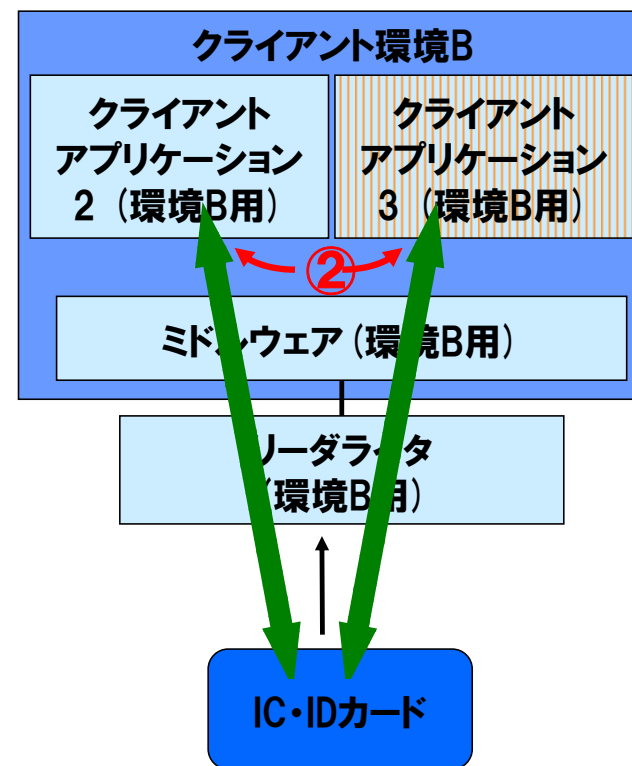 クライアント環境B
クライアント
アプリケーション
2（環境B用）
クライアント
アプリケーション
3（環境B用）
②
ミドルウェア（環境B用）
リーダライタ
（環境B用）
IC・IDカード